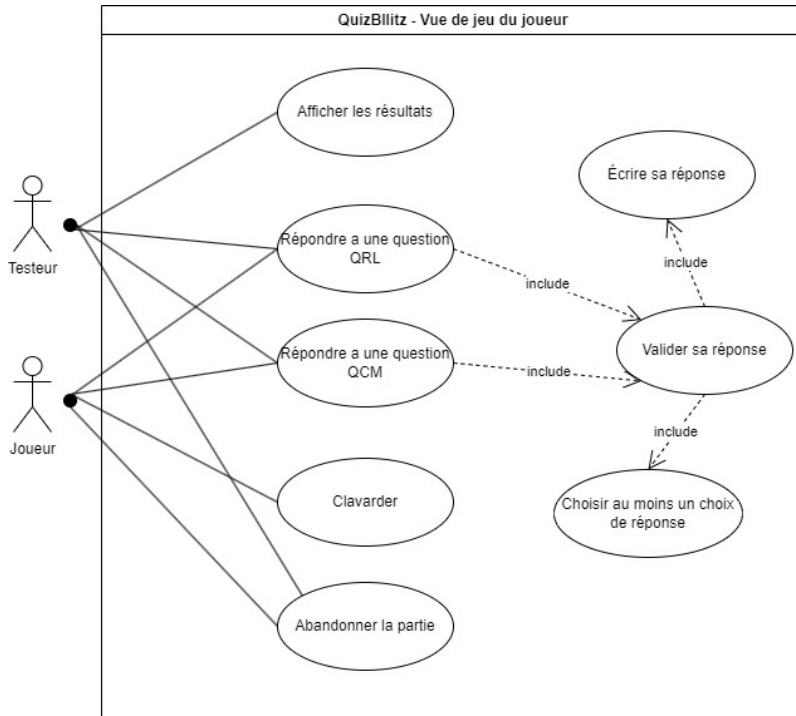 QuizBllitz - Vue de jeu du joueur
Afficher les résultats
Écrire sa réponse
Testeur
Répondre a une question
QRL
include
include
Valider sa réponse
Répondre a une question
QCM
include
Joueur
include
Clavarder
Choisir au moins un choix
de réponse
Abandonner la partie